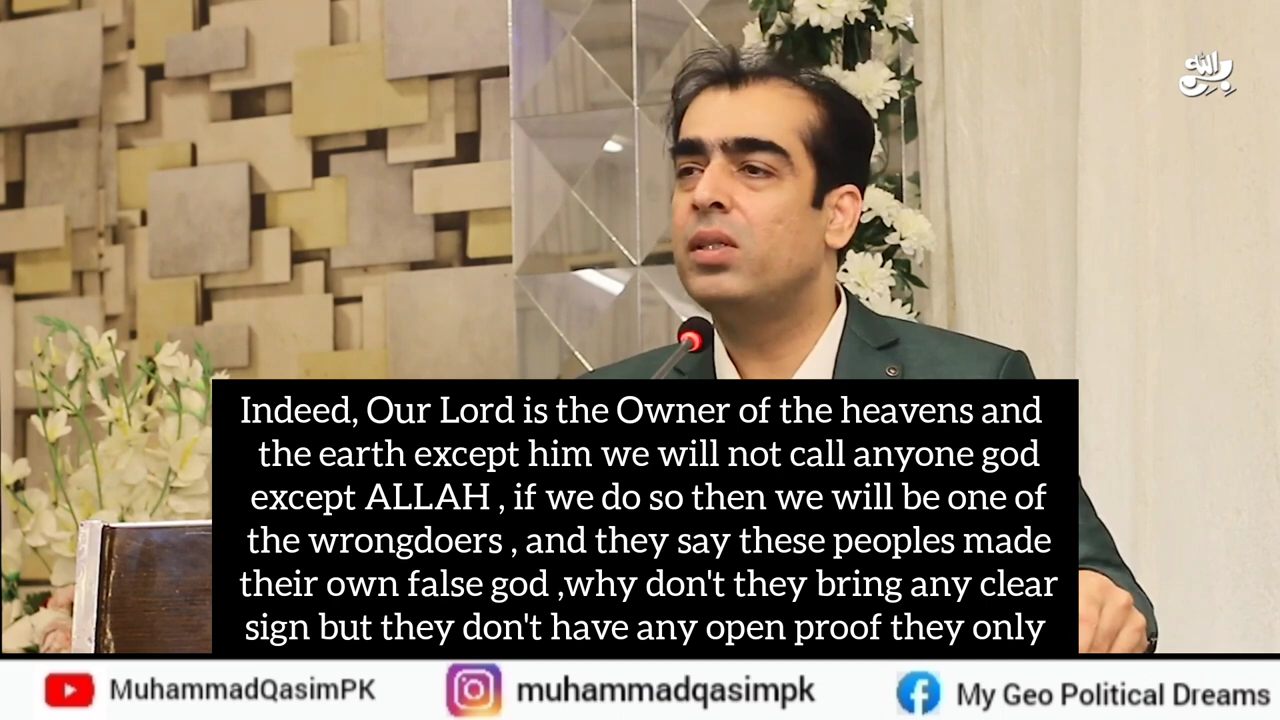 بسم الله
Indeed, Our Lord is the Owner of the heavens and
the earth except him we will not call anyone god
except ALLAH , if we do so then we will be one of
the wrongdoers , and they say these peoples made
their own false god ,why don't they bring any clear
sign but they don't have any open proof they only
MuhammadQasimPK
muhammadqasimpk
My Geo Political Dreams